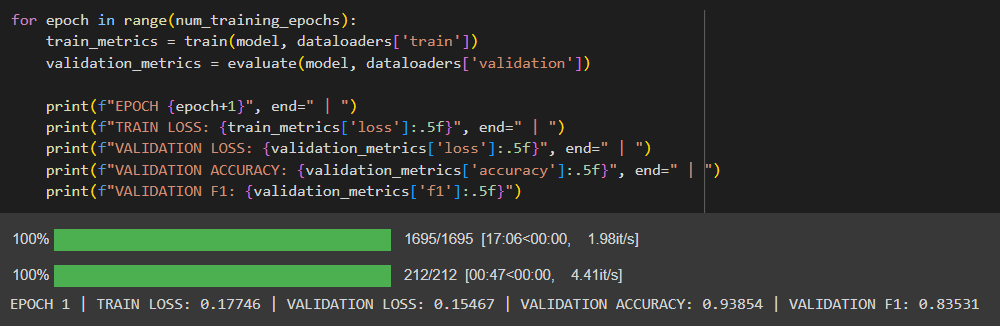 for epoch in range(num_training_epochs):
    train_metrics = train(model, dataloaders['train'])
    validation_metrics = evaluate(model, dataloaders['validation'])

    print(f"EPOCH {epoch+1}", end=" | ")
    print(f"TRAIN LOSS: {train_metrics['loss']:.5f}", end=" | ")
    print(f"VALIDATION LOSS: {validation_metrics['loss']:.5f}", end=" | ")
    print(f"VALIDATION ACCURACY: {validation_metrics['accuracy']:.5f}", end=" | ")
    print(f"VALIDATION F1: {validation_metrics['f1']:.5f}")
100% 1695/1695 [17:06<00:00, 1.98it/s]
100% 212/212 [00:47<00:00, 4.41it/s]
EPOCH 1 | TRAIN LOSS: 0.17746 | VALIDATION LOSS: 0.15467 | VALIDATION ACCURACY: 0.93854 | VALIDATION F1: 0.83531